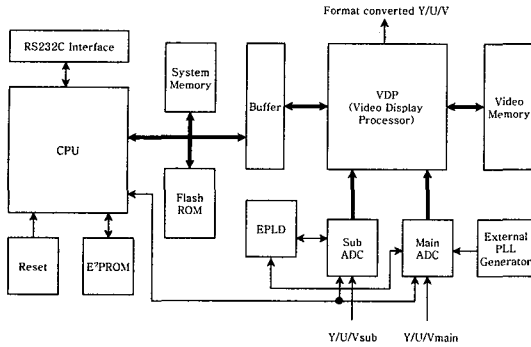 Format converted Y/U/V
RS232C Interface
System
Memory
Buffer
VDP
(Video Display
Processor)
Video
Memory
CPU
Flash
ROM
EPLD
Sub
ADC
Main
ADC
External
PLL
Generator
Reset
E²PROM
Y/U/Vsub
Y/U/Vmain